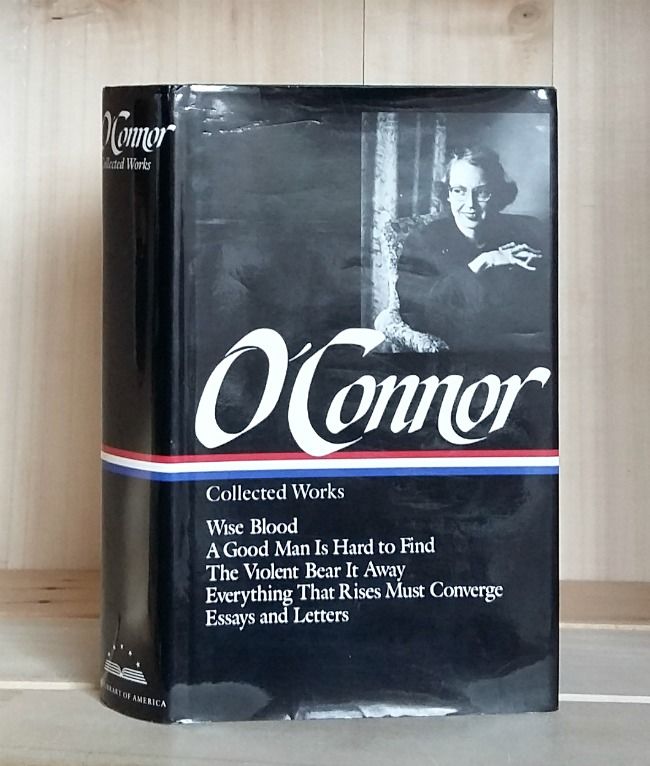 O'Connor
Collected Works
LIBRARY OF AMERICA
O'Connor
Collected Works
Wise Blood
A Good Man Is Hard to Find
The Violent Bear It Away
Everything That Rises Must Converge
Essays and Letters